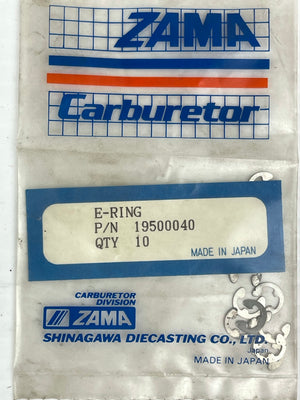 ZAMA
Carburetor
E-RING
P/N 19500040
QTY 10
MADE IN JAPAN
CARBURETOR
DIVISION
ZAMA
SHINAGAWA DIECASTING CO., LTD.
Japan
MADE IN JAPAN